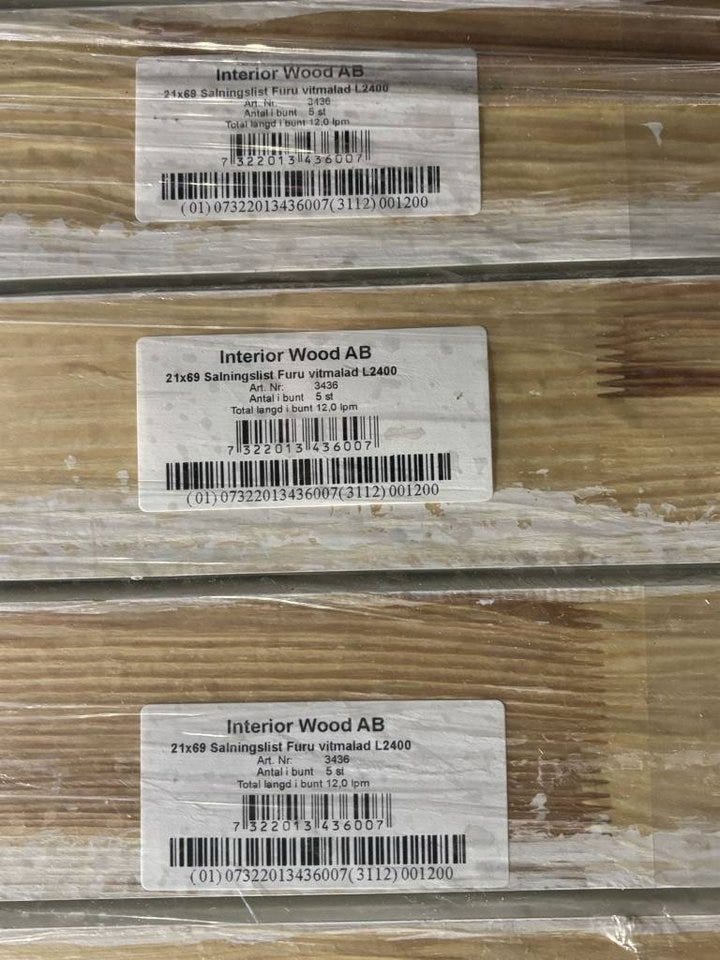 Interior Wood AB
21x69 Salningslist Furu vitmalad L2400
Art. Nr: 3436
Antal i bunt 5 st
Total langd i bunt 12,0 lpm
7 322013 436007
(01)07322013436007(3112)001200
Interior Wood AB
21x69 Salningslist Furu vitmalad L2400
Art. Nr: 3436
Antal i bunt 5 st
Total langd i bunt 12,0 lpm
7 322013 436007
(01)07322013436007(3112)001200
Interior Wood AB
21x69 Salningslist Furu vitmalad L2400
Art. Nr: 3436
Antal i bunt 5 st
Total langd i bunt 12,0 lpm
7 322013 436007
(01)07322013436007(3112)001200